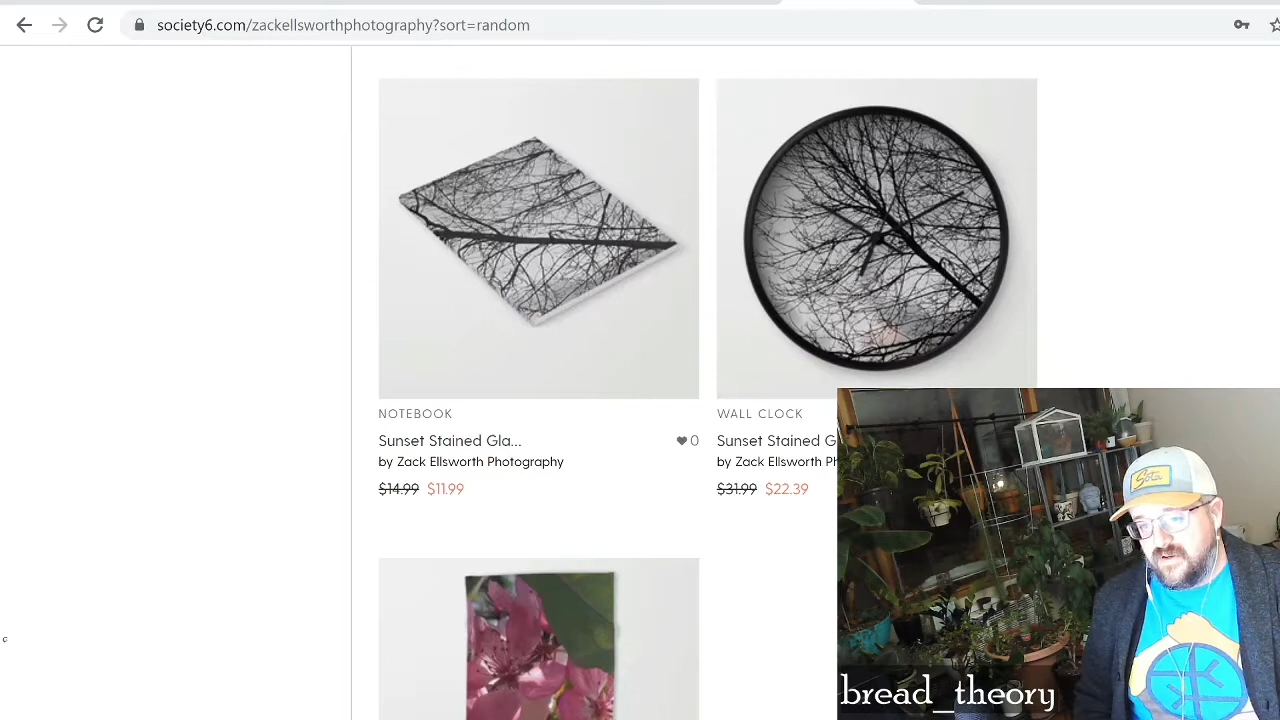 society6.com/zackellsworthphotography?sort=random
NOTEBOOK
Sunset Stained Gla...
0
by Zack Ellsworth Photography
$14.99 $11.99
WALL CLOCK
Sunset Stained G
by Zack Ellsworth Ph
$31.99 $22.39
c
Sota
bread_theory